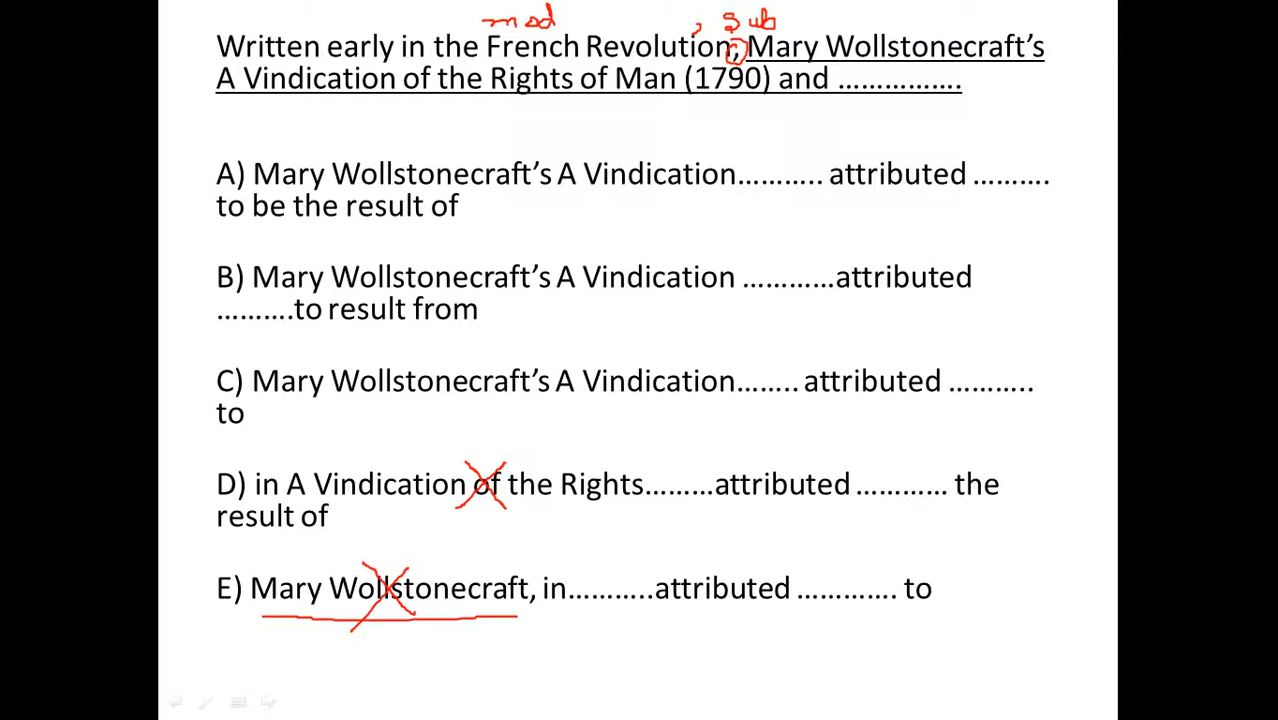 mod , sub
Written early in the French Revolution, Mary Wollstonecraft’s
A Vindication of the Rights of Man (1790) and …………….
A) Mary Wollstonecraft’s A Vindication……….. attributed ……….
to be the result of
B) Mary Wollstonecraft’s A Vindication …………attributed
……….to result from
C) Mary Wollstonecraft’s A Vindication…….. attributed ………..
to
D) in A Vindication of the Rights………attributed ………… the
result of
E) Mary Wollstonecraft, in………..attributed …………. to